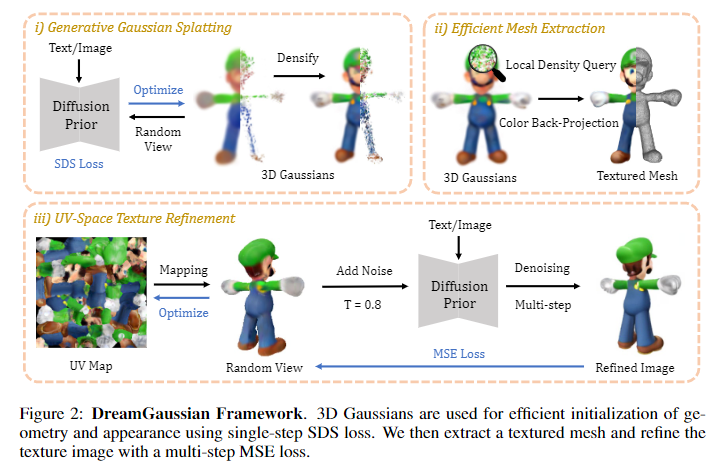 i) Generative Gaussian Splatting
Text/Image
Diffusion
Prior
SDS Loss
Optimize
Random
View
Densify
3D Gaussians
ii) Efficient Mesh Extraction
Local Density Query
Color Back-Projection
3D Gaussians
Textured Mesh
iii) UV-Space Texture Refinement
UV Map
Mapping
Optimize
Random View
Add Noise
T = 0.8
Text/Image
Diffusion
Prior
Denoising
Multi-step
MSE Loss
Refined Image
Figure 2: DreamGaussian Framework. 3D Gaussians are used for efficient initialization of ge-
ometry and appearance using single-step SDS loss. We then extract a textured mesh and refine the
texture image with a multi-step MSE loss.